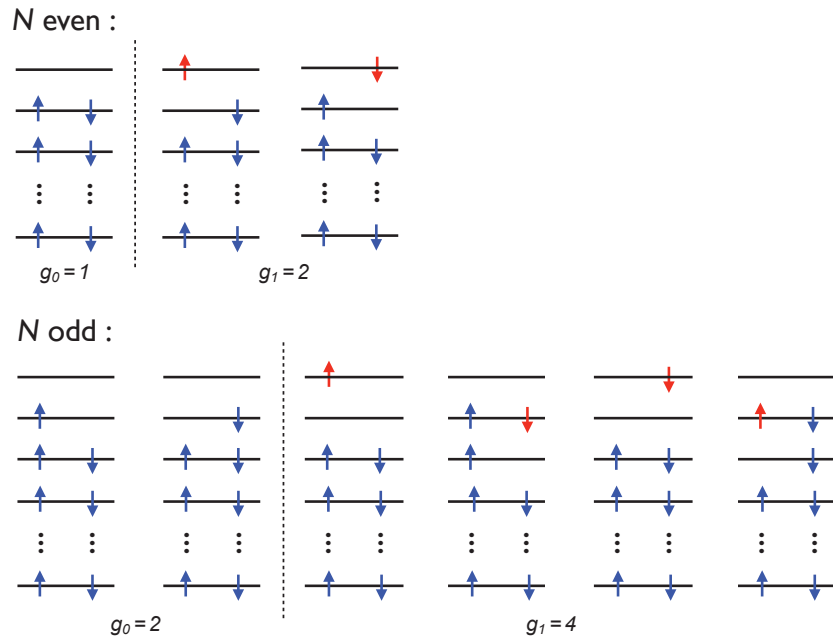 N even :
g₀ = 1
g₁ = 2
N odd :
g₀ = 2
g₁ = 4